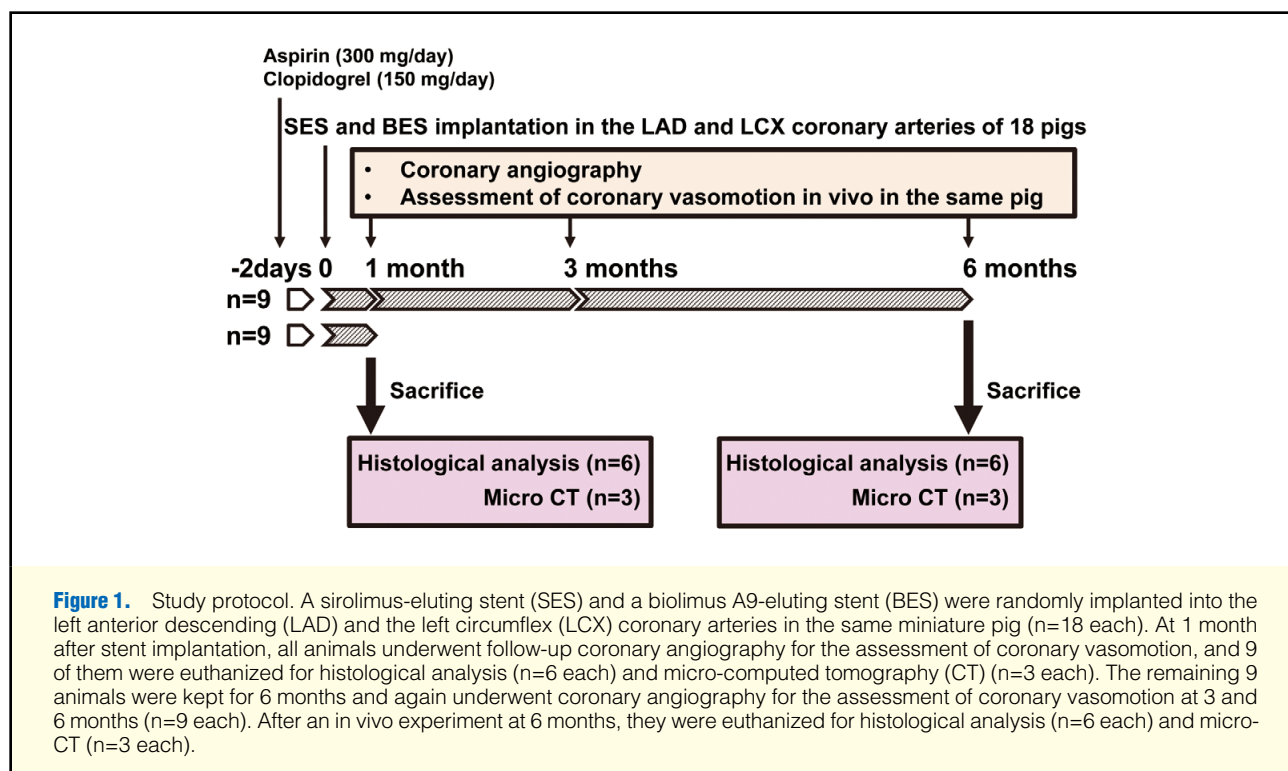 Aspirin (300 mg/day)
Clopidogrel (150 mg/day)
SES and BES implantation in the LAD and LCX coronary arteries of 18 pigs
• Coronary angiography
• Assessment of coronary vasomotion in vivo in the same pig
-2days 0 1 month 3 months 6 months
n=9
n=9
Sacrifice Sacrifice
Histological analysis (n=6) Histological analysis (n=6)
Micro CT (n=3) Micro CT (n=3)
Figure 1. Study protocol. A sirolimus-eluting stent (SES) and a biolimus A9-eluting stent (BES) were randomly implanted into the
left anterior descending (LAD) and the left circumflex (LCX) coronary arteries in the same miniature pig (n=18 each). At 1 month
after stent implantation, all animals underwent follow-up coronary angiography for the assessment of coronary vasomotion, and 9
of them were euthanized for histological analysis (n=6 each) and micro-computed tomography (CT) (n=3 each). The remaining 9
animals were kept for 6 months and again underwent coronary angiography for the assessment of coronary vasomotion at 3 and
6 months (n=9 each). After an in vivo experiment at 6 months, they were euthanized for histological analysis (n=6 each) and micro-
CT (n=3 each).